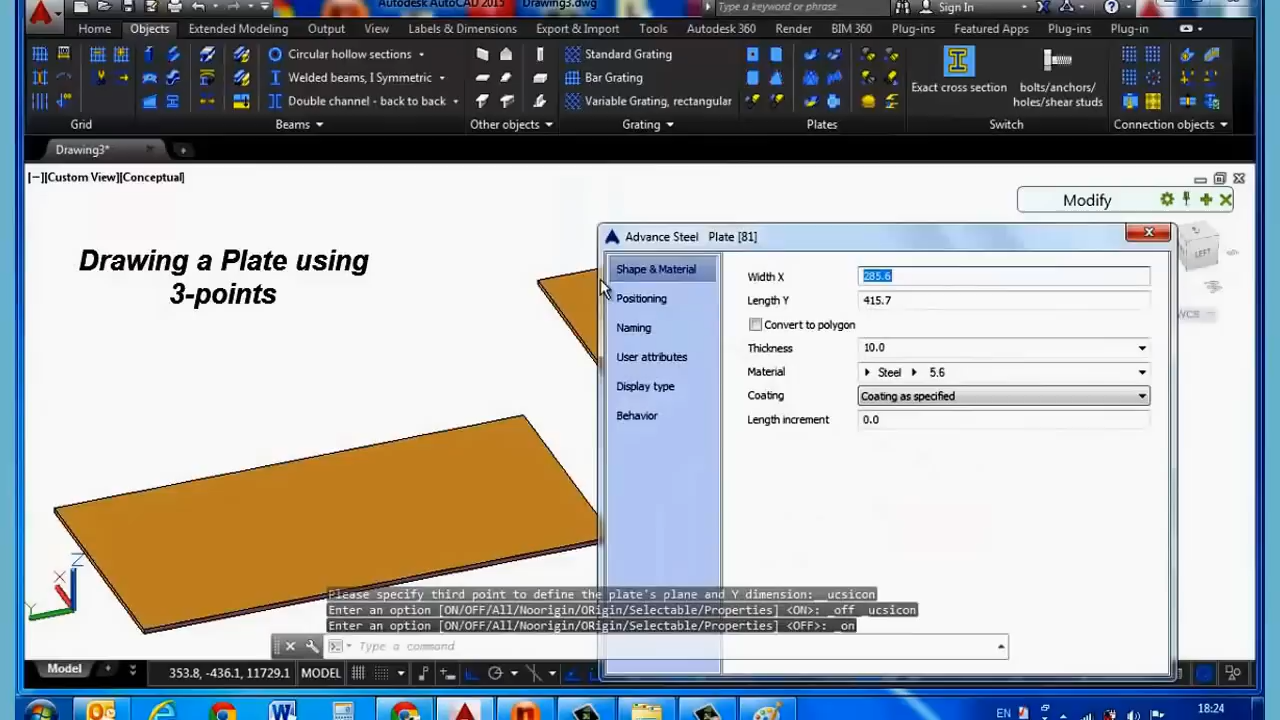 Autodesk AutoCAD 2015 Drawing3.dwg
Type a keyword or phrase
Sign In
Home Objects Extended Modeling Output View Labels & Dimensions Export & Import Tools Autodesk 360 Render BIM 360 Plug-ins Featured Apps Plug-ins Plug-in
Circular hollow sections
Welded beams, I Symmetric
Double channel - back to back
Standard Grating
Bar Grating
Variable Grating, rectangular
Exact cross section
bolts/anchors/
holes/shear studs
Grid Beams Other objects Grating Plates Switch Connection objects
Drawing3*
[−][Custom View][Conceptual]
Modify
Drawing a Plate using
3-points
Advance Steel Plate [81]
LEFT
WCS
Shape & Material
Positioning
Naming
User attributes
Display type
Behavior
Width X 285.6
Length Y 415.7
Convert to polygon
Thickness 10.0
Material Steel 5.6
Coating Coating as specified
Length increment 0.0
Z
X
Y
Please specify third point to define the plate's plane and Y dimension: _ucsicon
Enter an option [ON/OFF/All/Noorigin/ORigin/Selectable/Properties] <ON>: _off _ucsicon
Enter an option [ON/OFF/All/Noorigin/ORigin/Selectable/Properties] <OFF>: _on
Type a command
Model
353.8, -436.1, 11729.1 MODEL
EN
18:24